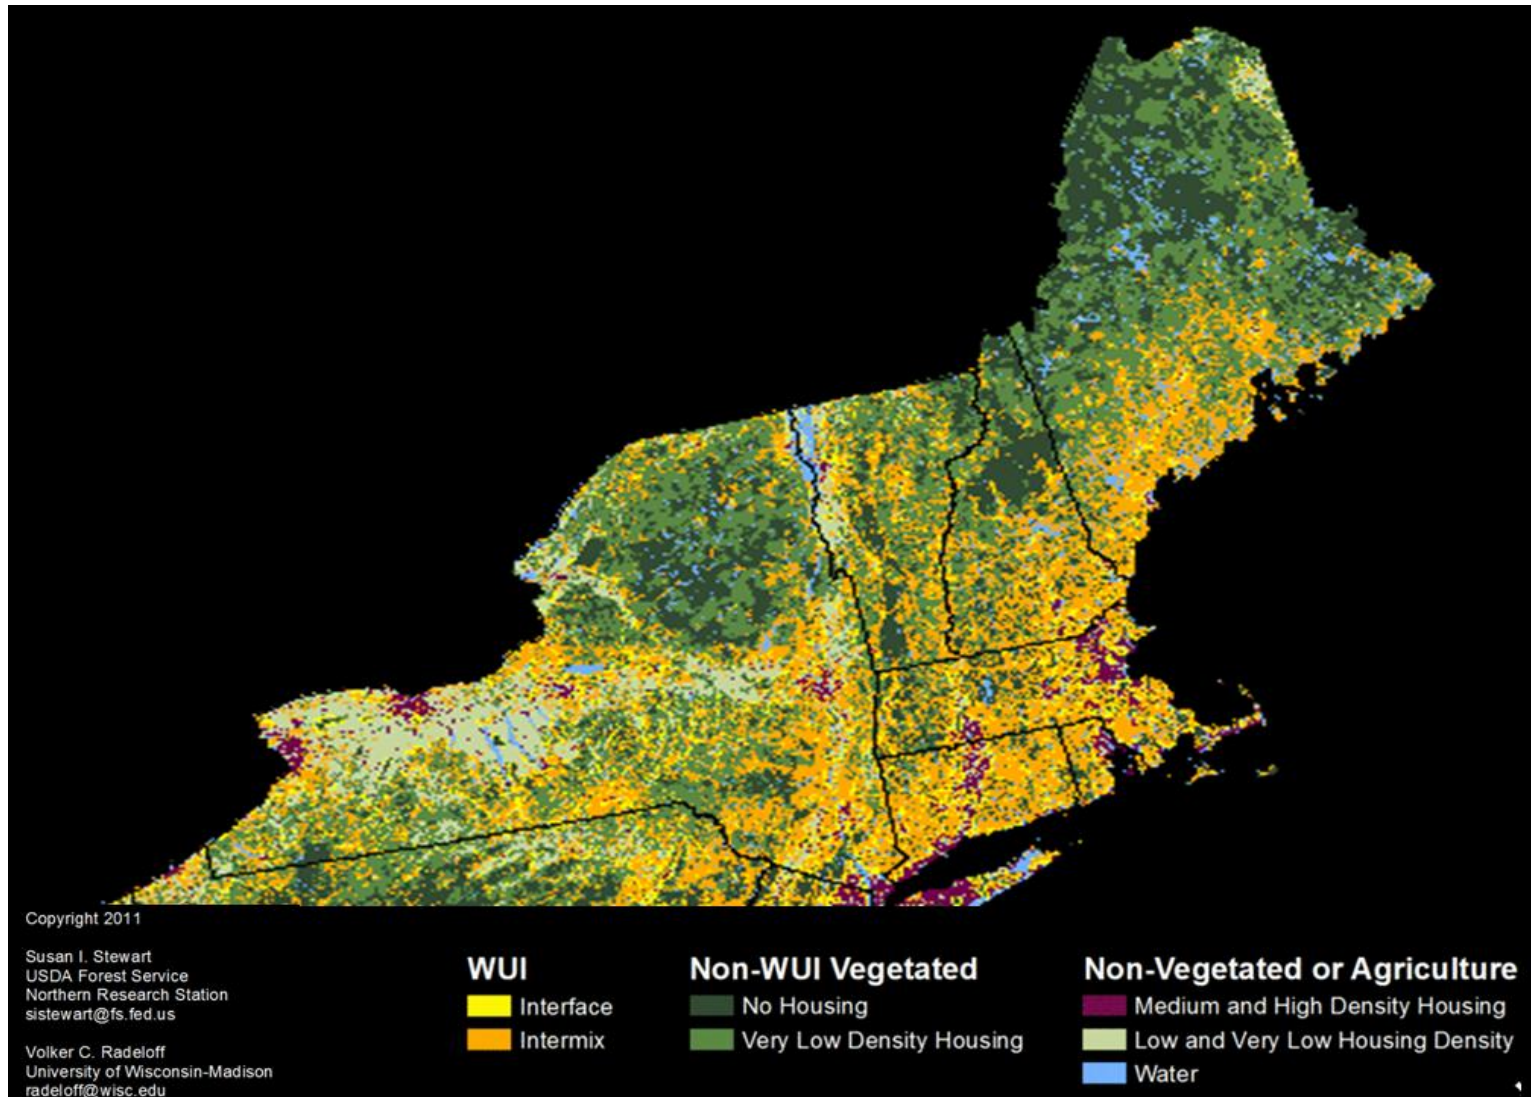 Copyright 2011
Susan I. Stewart
USDA Forest Service
Northern Research Station
sistewart@fs.fed.us
Volker C. Radeloff
University of Wisconsin-Madison
radeloff@wisc.edu
WUI
Interface
Intermix
Non-WUI Vegetated
No Housing
Very Low Density Housing
Non-Vegetated or Agriculture
Medium and High Density Housing
Low and Very Low Housing Density
Water